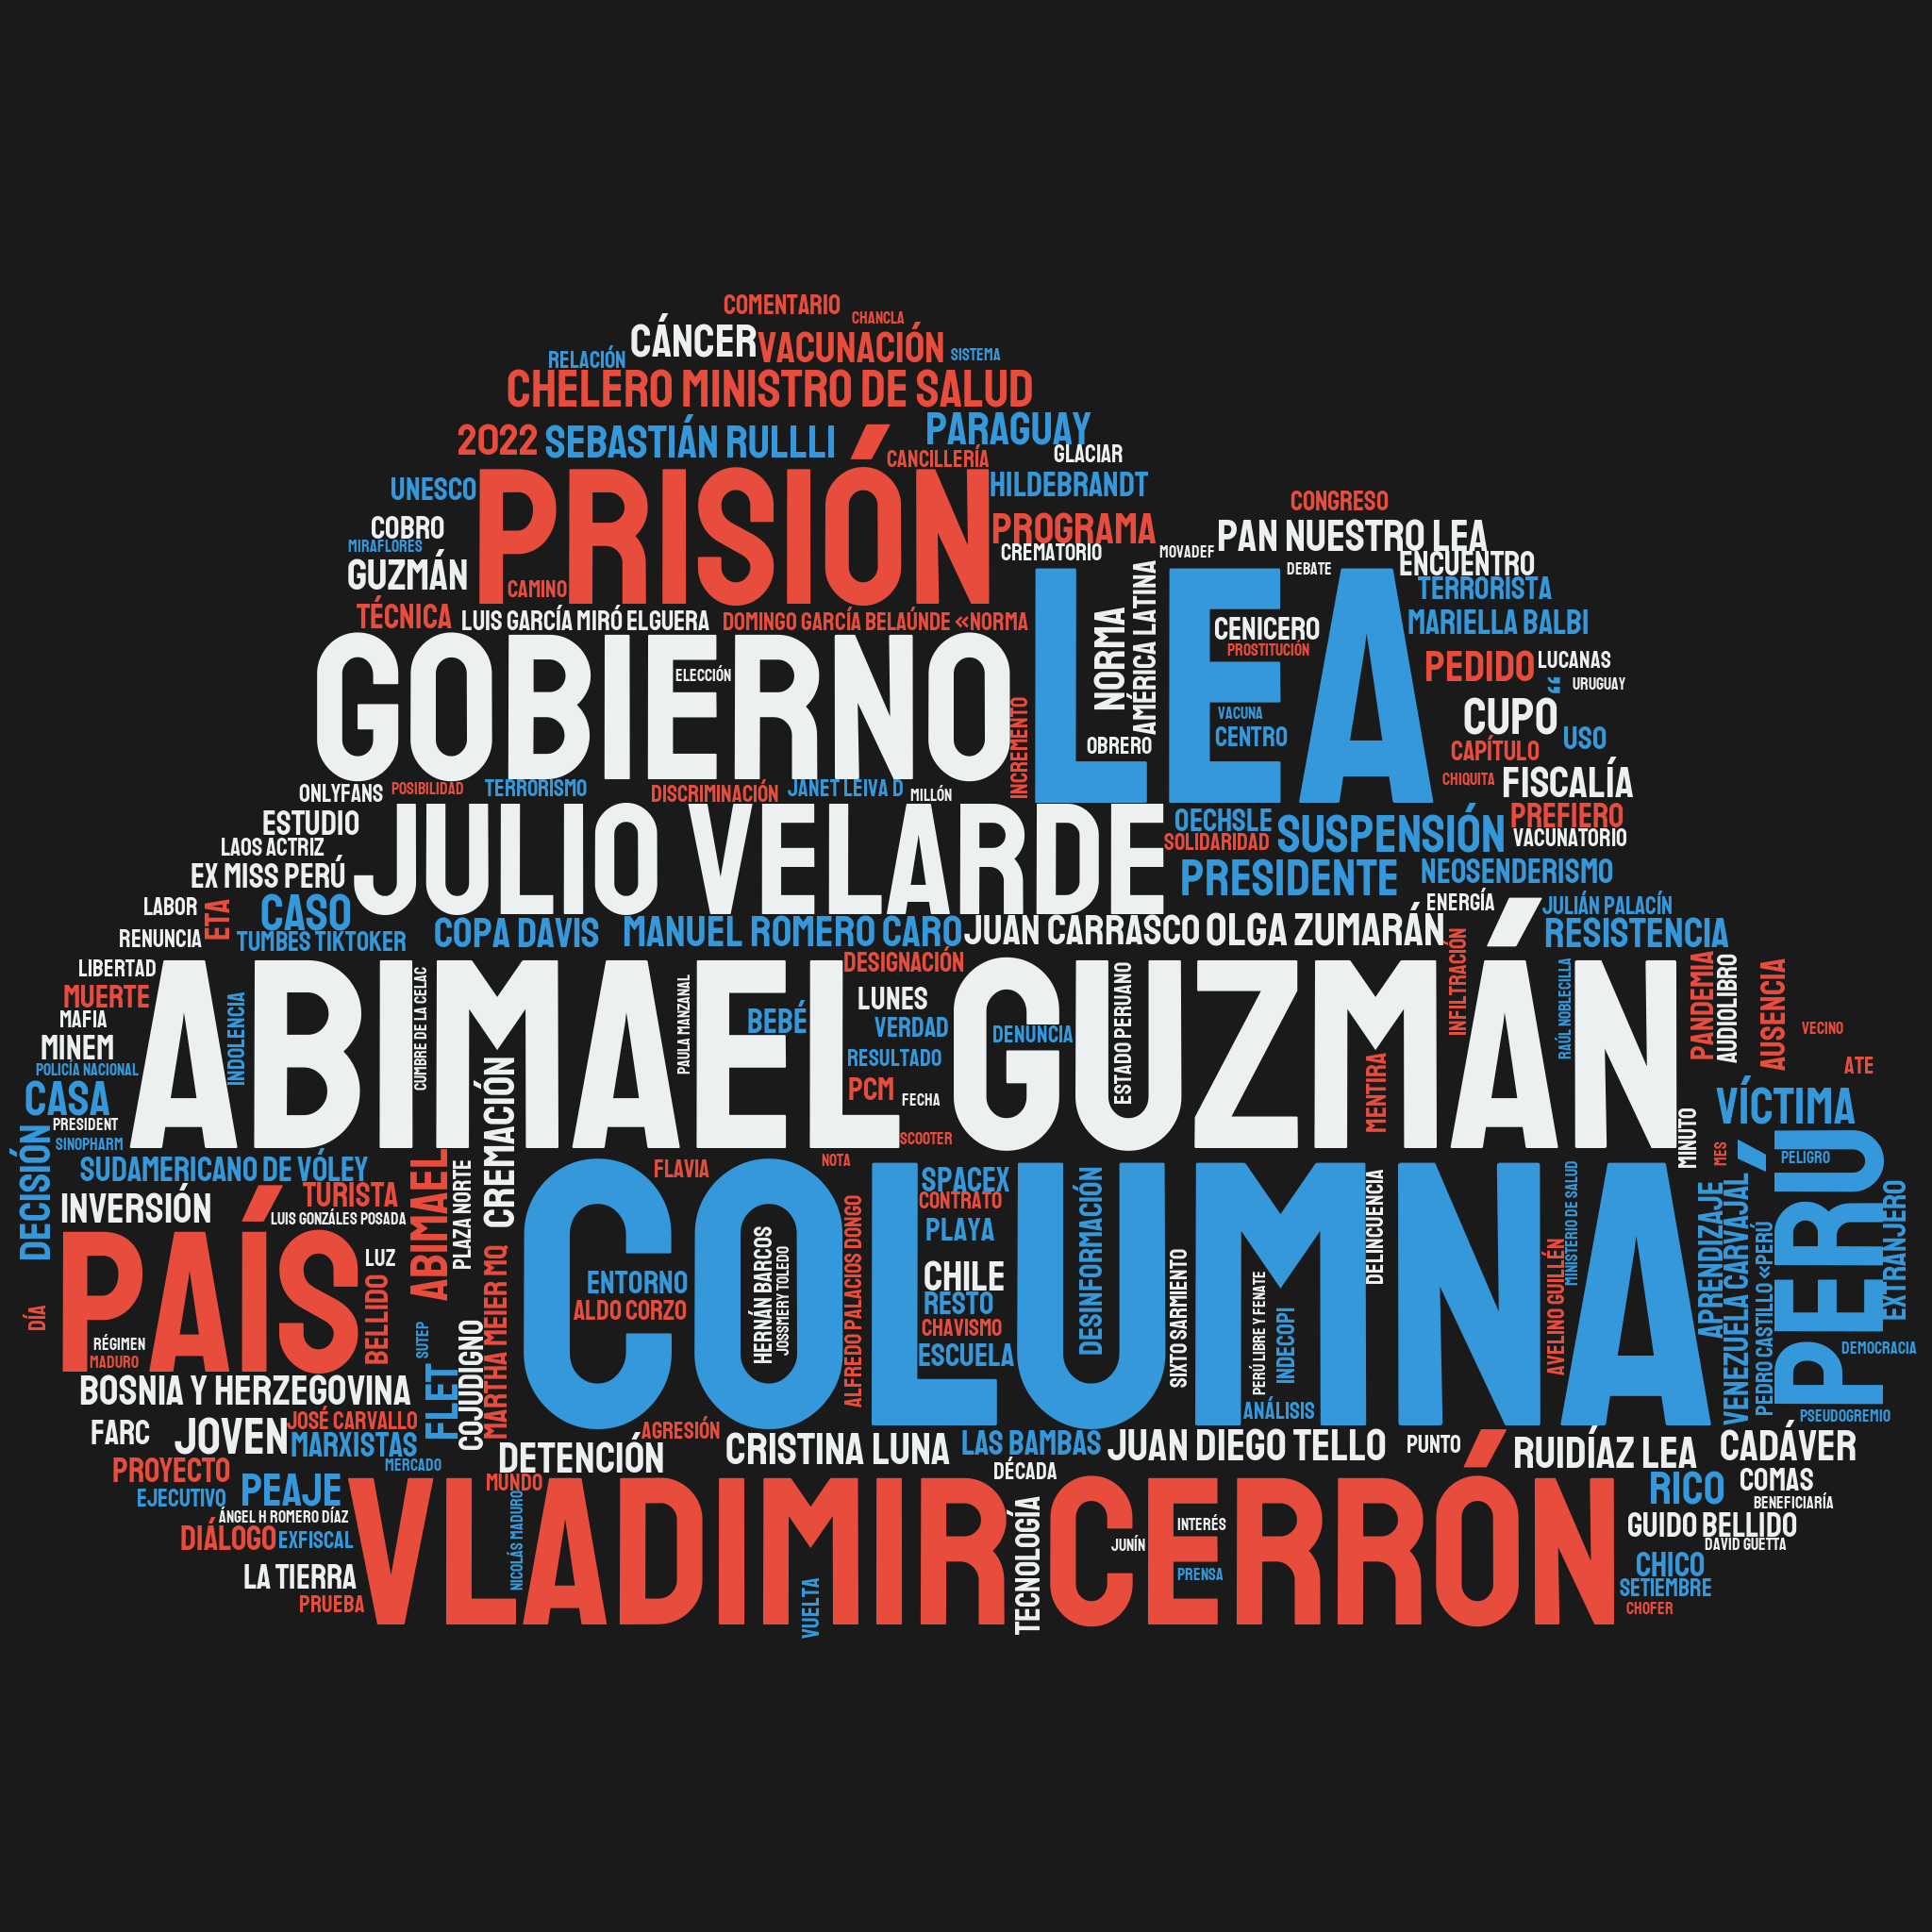 COMENTARIO
CHANCLA
CÁNCER
VACUNACIÓN
RELACIÓN
SISTEMA
CHELERO MINISTRO DE SALUD
PARAGUAY
2022
SEBASTIÁN RULLLI
GLACIAR
CANCILLERÍA
UNESCO
PRISIÓN
HILDEBRANDT
CONGRESO
COBRO
PROGRAMA
PAN NUESTRO LEA
MIRAFLORES
CREMATORIO
MOVADEF
ENCUENTRO
GUZMÁN
CAMINO
DEBATE
TERRORISTA
TÉCNICA
LUIS GARCÍA MIRÓ ELGUERA
DOMINGO GARCÍA BELAÚNDE «NORMA
LEA
NORMA
AMÉRICA LATINA
CENICERO
MARIELLA BALBI
PROSTITUCIÓN
GOBIERNO
ELECCIÓN
PEDIDO
LUCANAS
“
URUGUAY
INCREMENTO
VACUNA
CENTRO
OBRERO
CUPO
USO
CAPÍTULO
CHIQUITA
FISCALÍA
ONLYFANS
POSIBILIDAD
TERRORISMO
DISCRIMINACIÓN
JANET LEIVA D
MILLÓN
ESTUDIO
JULIO VELARDE
OECHSLE
SOLIDARIDAD
SUSPENSIÓN
PREFIERO
VACUNATORIO
LAOS ACTRIZ
EX MISS PERÚ
PRESIDENTE
NEOSENDERISMO
LABOR
ETA
CASO
ENERGÍA
JULIÁN PALACÍN
RENUNCIA
TUMBES TIKTOKER
COPA DAVIS
MANUEL ROMERO CARO
JUAN CARRASCO
OLGA ZUMARÁN
RESISTENCIA
LIBERTAD
ABIMAEL GUZMÁN
DESIGNACIÓN
INFILTRACIÓN
RAÚL NOBLECILLA
PANDEMIA
AUDIOLIBRO
AUSENCIA
MUERTE
INDOLENCIA
CUMBRE DE LA CELAC
PAULA MANZANAL
BEBÉ
LUNES
VERDAD
DENUNCIA
ESTADO PERUANO
VECINO
MAFIA
MINEM
RESULTADO
POLICÍA NACIONAL
CREMACIÓN
MENTIRA
ATE
CASA
PCM
FECHA
VÍCTIMA
PRESIDENT
SINOPHARM
SCOOTER
MINUTO
MES
DECISIÓN
SUDAMERICANO DE VÓLEY
ABIMAEL
PLAZA NORTE
FLAVIA
NOTA
SPACEX
PERÚ
PELIGRO
INVERSIÓN
TURISTA
LUIS GONZÁLES POSADA
COLUMNA
CONTRATO
DESINFORMACIÓN
DELINCUENCIA
MINISTERIO DE SALUD
APRENDIZAJE
VENEZUELA CARVAJAL
PEDRO CASTILLO «PERÚ
EXTRANJERO
PAÍS
LUZ
BELLIDO
MARTHA MEIER MQ
HERNÁN BARCOS
JOSSMERY TOLEDO
ALFREDO PALACIOS DONGO
PLAYA
SIXTO SARMIENTO
PERÚ LIBRE Y FENATE
INDECOPI
AVELINO GUILLÉN
DÍA
ENTORNO
ALDO CORZO
CHILE
RESTO
CHAVISMO
ESCUELA
RÉGIMEN
MADURO
SUTEP
COJUDIGNO
FLET
DEMOCRACIA
BOSNIA Y HERZEGOVINA
ANÁLISIS
PSEUDOGREMIO
FARC
JOVEN
JOSÉ CARVALLO
MARXISTAS
AGRESIÓN
CRISTINA LUNA
LAS BAMBAS
JUAN DIEGO TELLO
PUNTO
RUIDÍAZ LEA
CADÁVER
MERCADO
DETENCIÓN
PROYECTO
EJECUTIVO
PEAJE
MUNDO
DÉCADA
RICO
COMAS
BENEFICIARÍA
ÁNGEL H ROMERO DÍAZ
VLADIMIR CERRÓN
NICOLÁS MADURO
TECNOLOGÍA
INTERÉS
JUNÍN
GUIDO BELLIDO
DAVID GUETTA
DIÁLOGO
EXFISCAL
LA TIERRA
VUELTA
PRENSA
CHICO
SETIEMBRE
PRUEBA
CHOFER